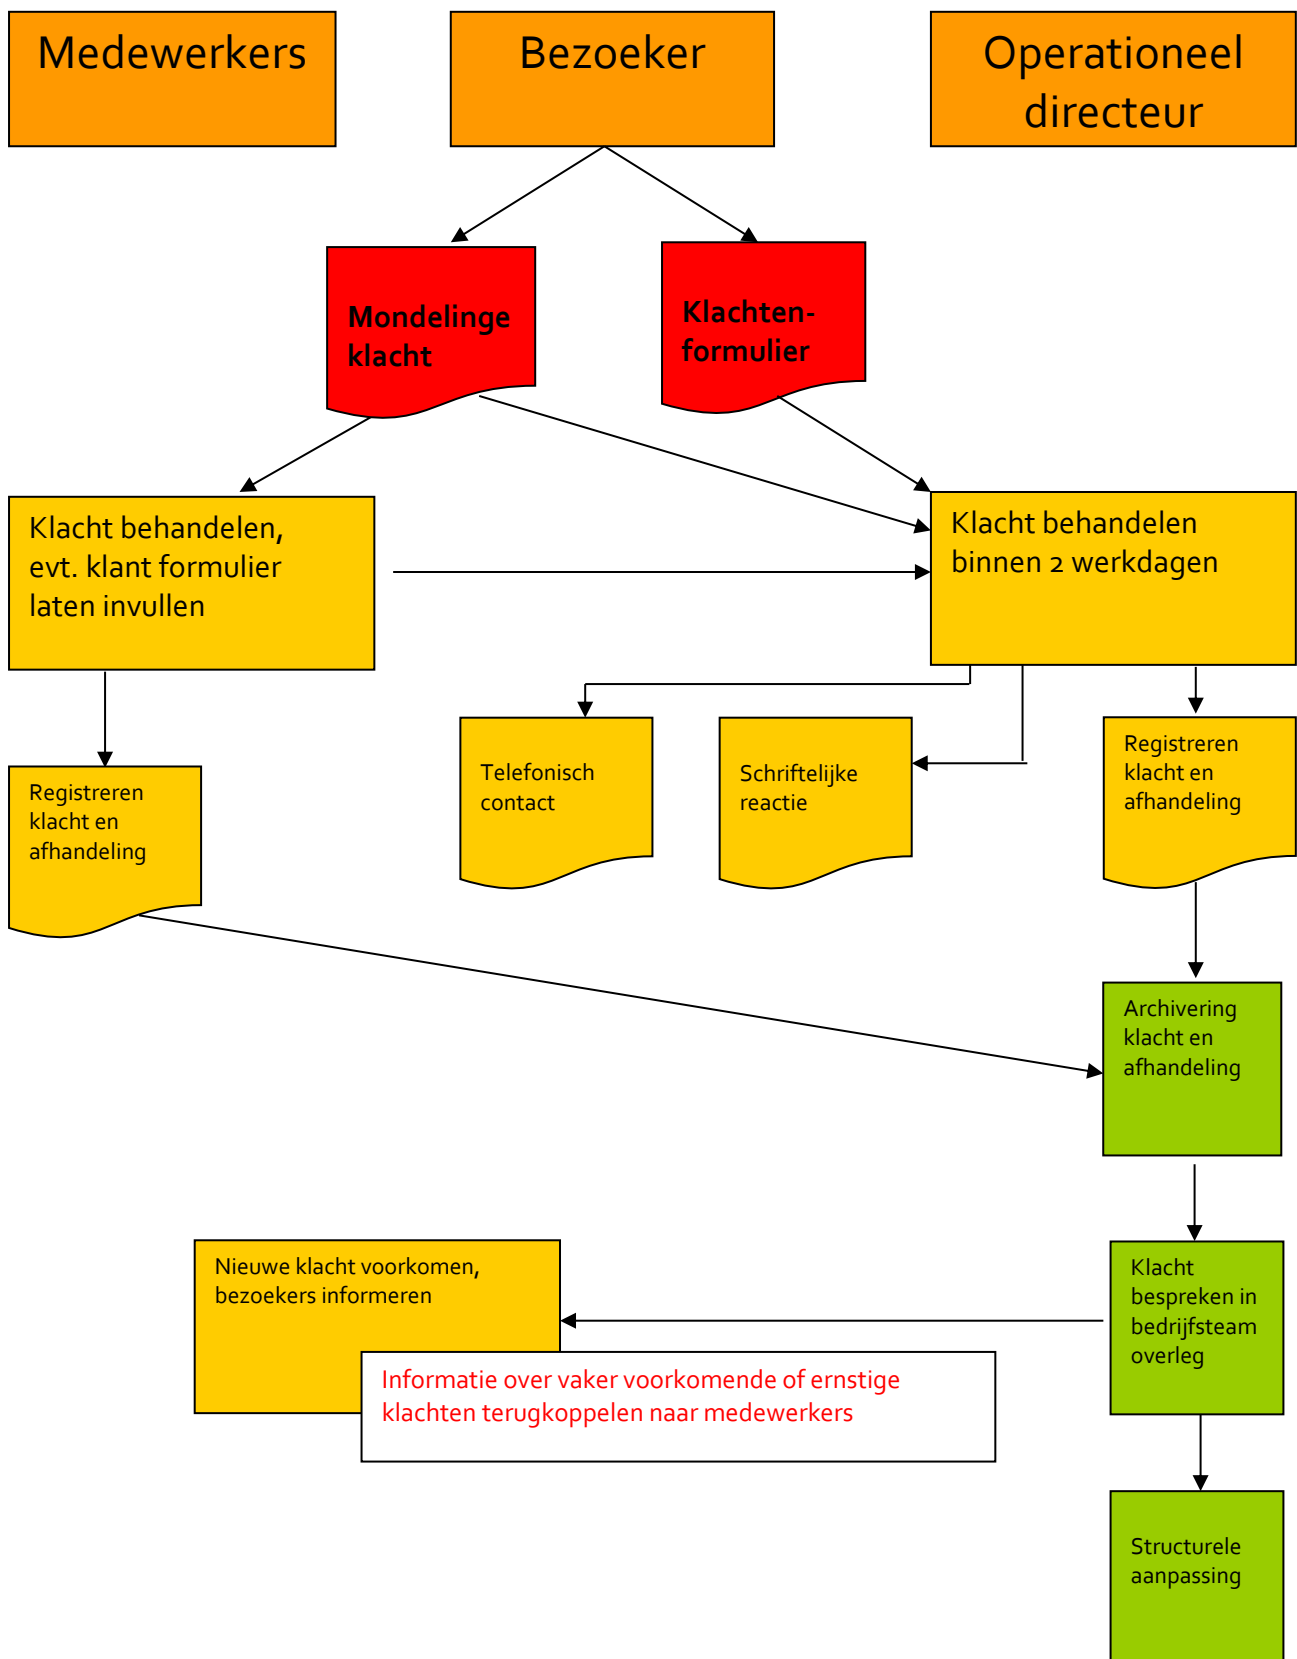 Medewerkers
Bezoeker
Operationeel
directeur
Mondelinge
klacht
Klachten-
formulier
Klacht behandelen,
evt. klant formulier
laten invullen
Klacht behandelen
binnen 2 werkdagen
Registreren
klacht en
afhandeling
Telefonisch
contact
Schriftelijke
reactie
Registreren
klacht en
afhandeling
Archivering
klacht en
afhandeling
Nieuwe klacht voorkomen,
bezoekers informeren
Informatie over vaker voorkomende of ernstige
klachten terugkoppelen naar medewerkers
Klacht
bespreken in
bedrijfsteam
overleg
Structurele
aanpassing